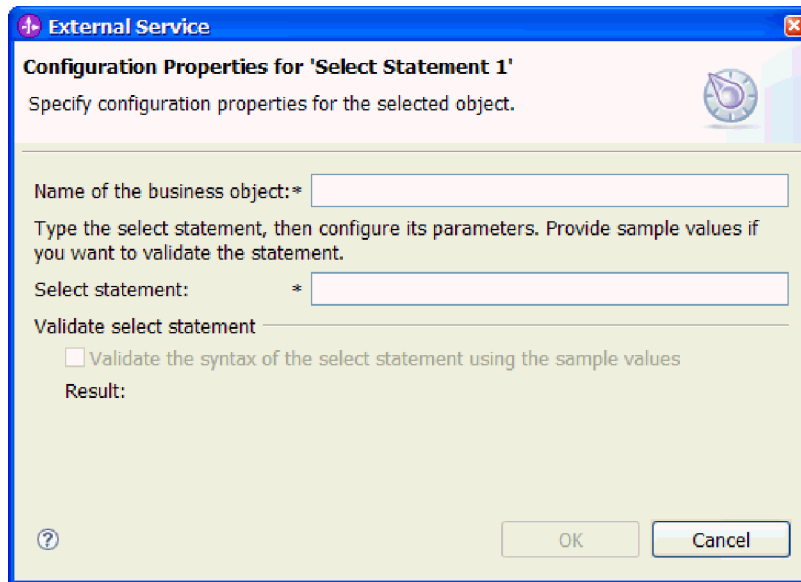 External Service
Configuration Properties for 'Select Statement 1'
Specify configuration properties for the selected object.
Name of the business object:*
Type the select statement, then configure its parameters. Provide sample values if
you want to validate the statement.
Select statement: *
Validate select statement
Validate the syntax of the select statement using the sample values
Result:
OK Cancel